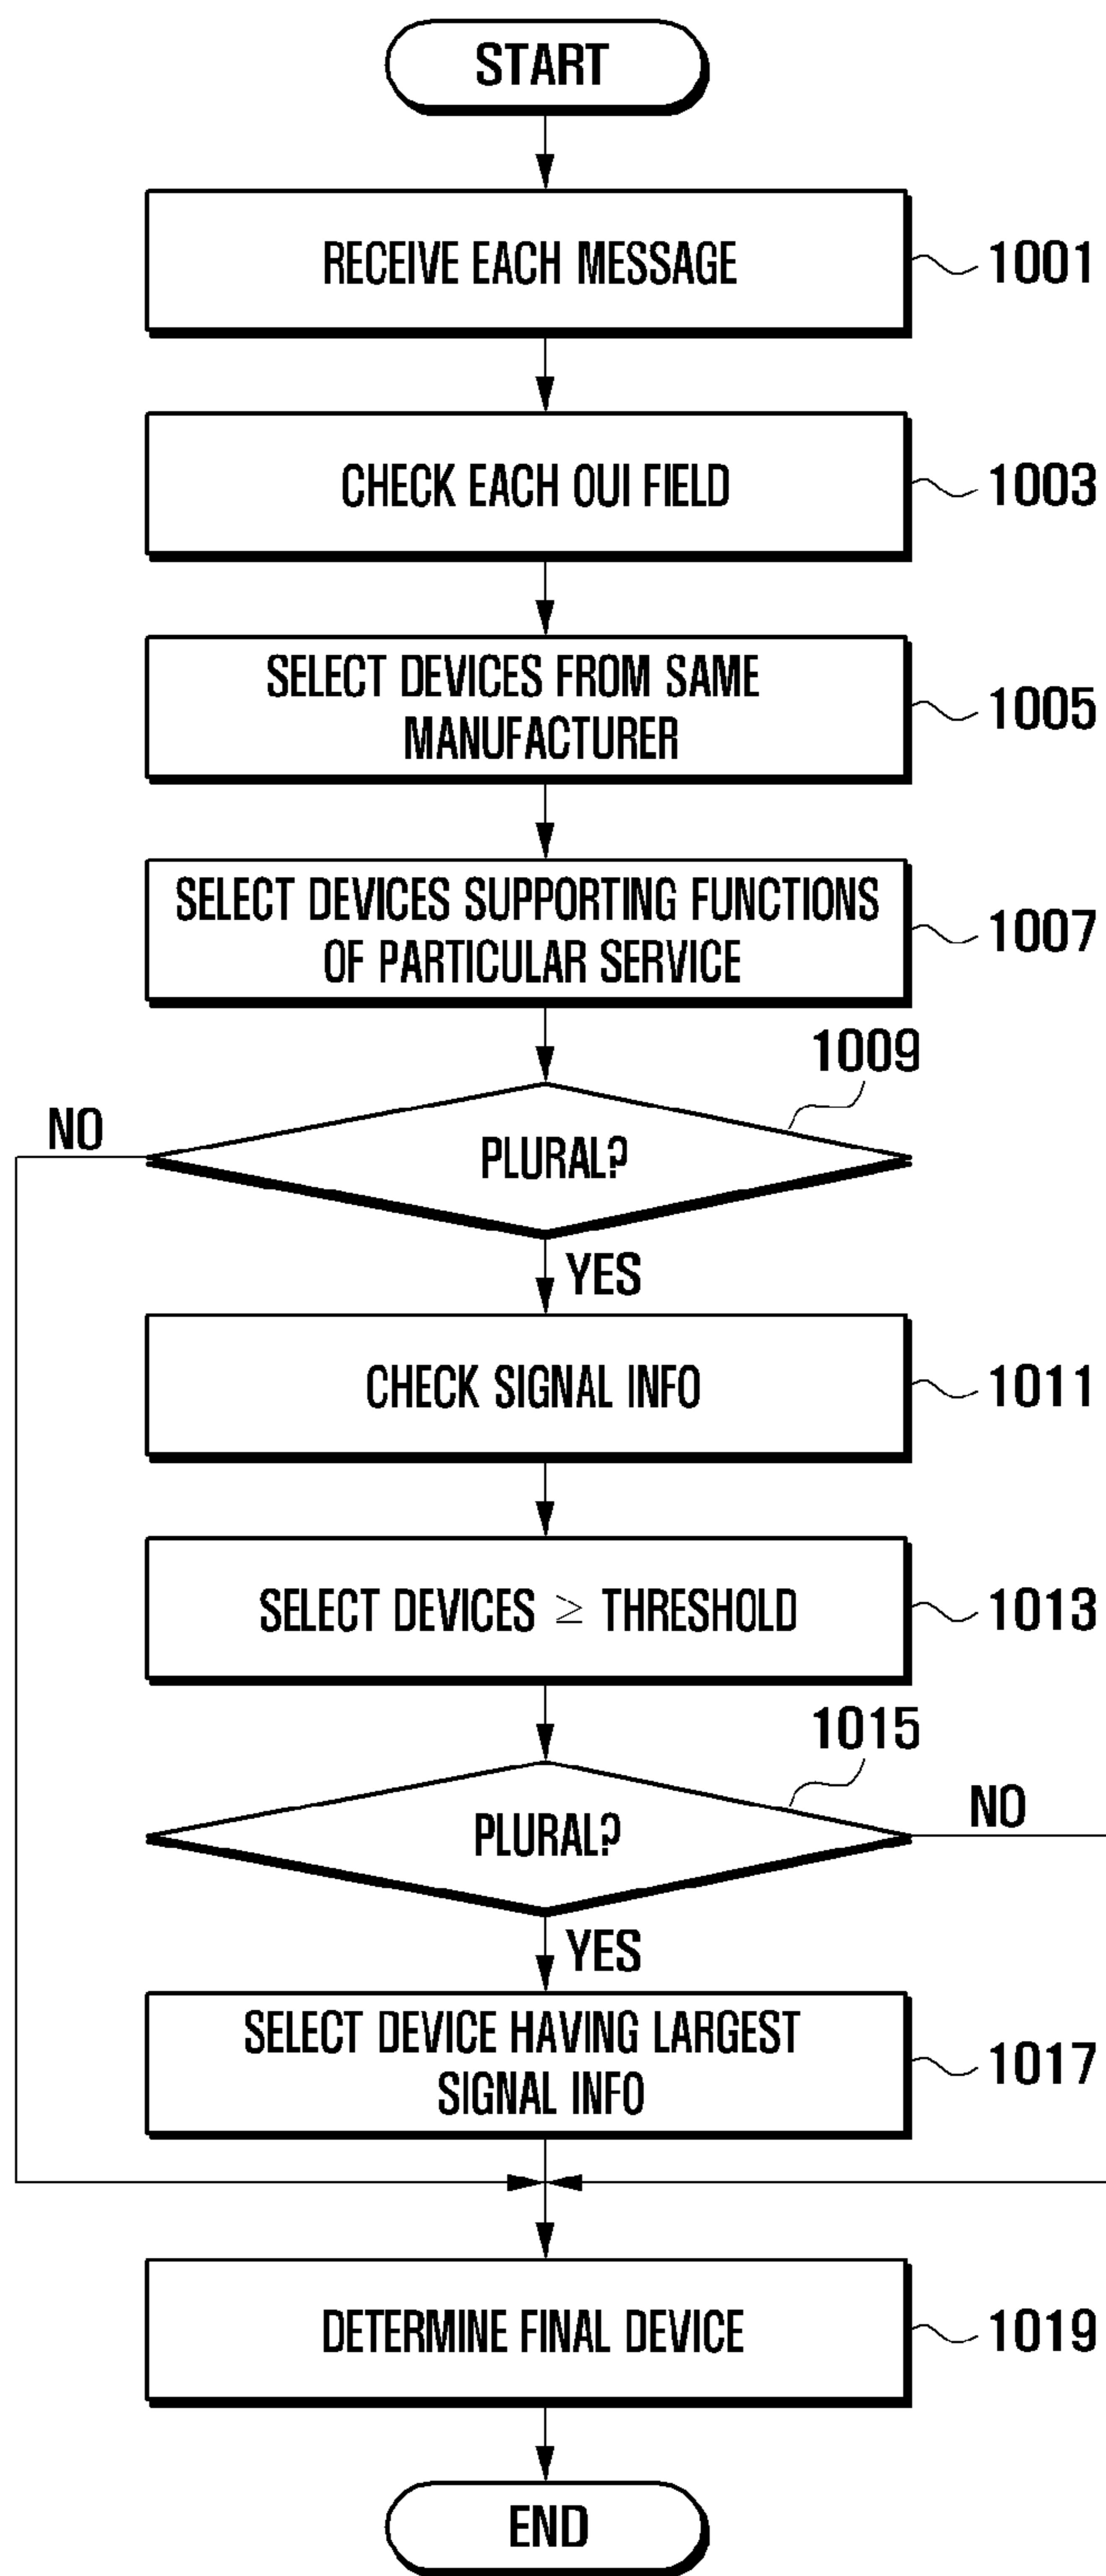 START
RECEIVE EACH MESSAGE
1001
CHECK EACH OUI FIELD
1003
SELECT DEVICES FROM SAME
MANUFACTURER
1005
SELECT DEVICES SUPPORTING FUNCTIONS
OF PARTICULAR SERVICE
1007
1009
NO
PLURAL?
YES
CHECK SIGNAL INFO
1011
SELECT DEVICES ≥ THRESHOLD
1013
1015
PLURAL?
NO
YES
SELECT DEVICE HAVING LARGEST
SIGNAL INFO
1017
DETERMINE FINAL DEVICE
1019
END